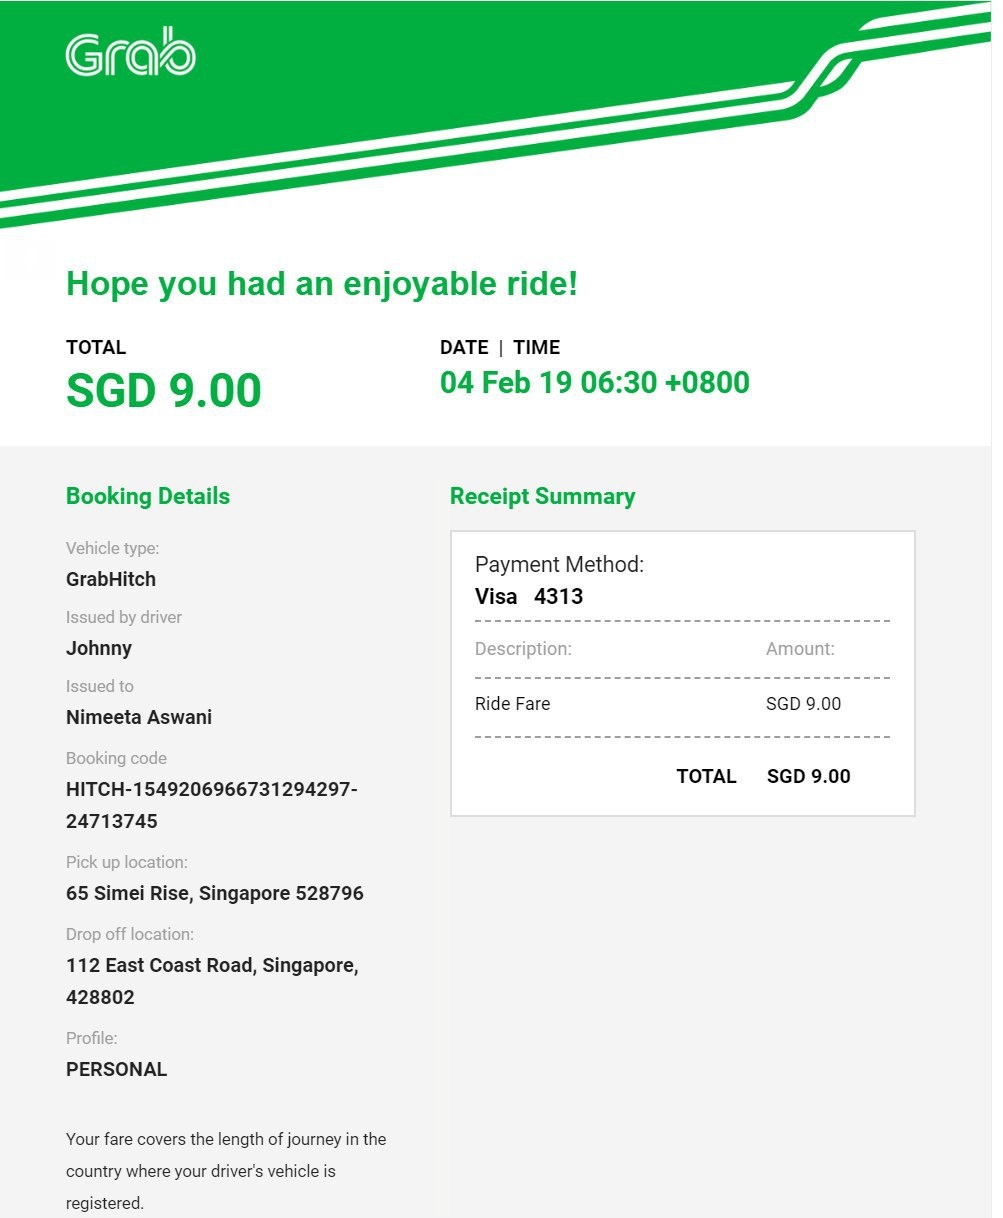 Grab
Hope you had an enjoyable ride!
TOTAL
SGD 9.00
DATE | TIME
04 Feb 19 06:30 +0800
Booking Details
Vehicle type:
GrabHitch
Issued by driver
Johnny
Issued to
Nimeeta Aswani
Booking code
HITCH-1549206966731294297-
24713745
Pick up location:
65 Simei Rise, Singapore 528796
Drop off location:
112 East Coast Road, Singapore,
428802
Profile:
PERSONAL
Your fare covers the length of journey in the
country where your driver's vehicle is
registered.
Receipt Summary
Payment Method:
Visa 4313
Description: Amount:
Ride Fare SGD 9.00
TOTAL SGD 9.00